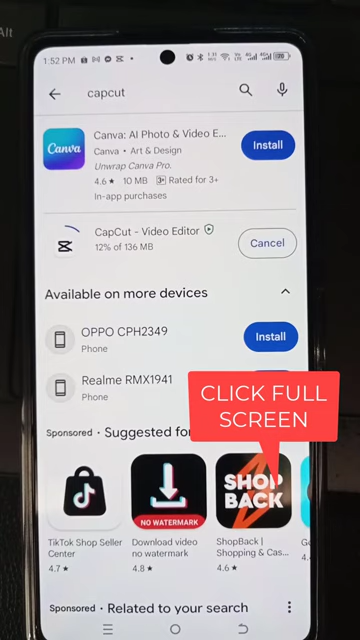 Alt
1:52 PM
capcut
Canva
Canva: AI Photo & Video E...
Canva • Art & Design
Unwrap Canva Pro.
4.6 ★ 10 MB 3+ Rated for 3+
In-app purchases
Install
CapCut - Video Editor
12% of 136 MB
Cancel
Available on more devices
OPPO CPH2349
Phone
Install
Realme RMX1941
Phone
CLICK FULL
SCREEN
Sponsored • Suggested for
NO WATERMARK
SHOP
BACK
TikTok Shop Seller
Center
4.7 ★
Download video
no watermark
4.8 ★
ShopBack |
Shopping & Cas...
4.6 ★
4.
Sponsored • Related to your search